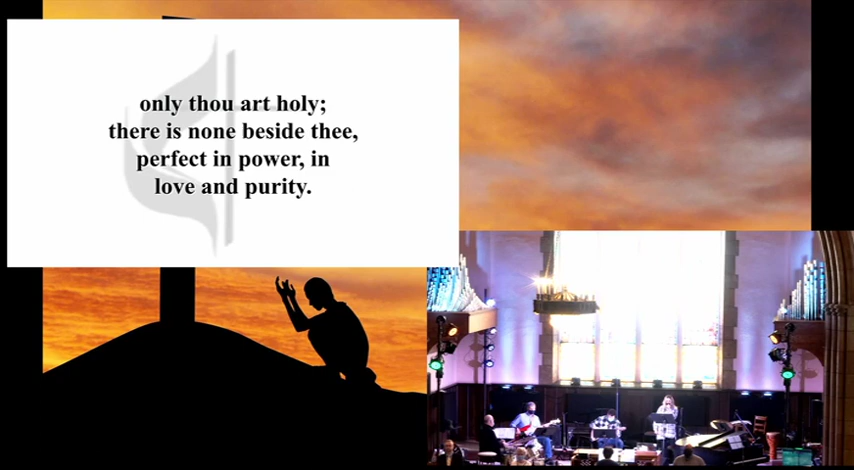 only thou art holy;
there is none beside thee,
perfect in power, in
love and purity.